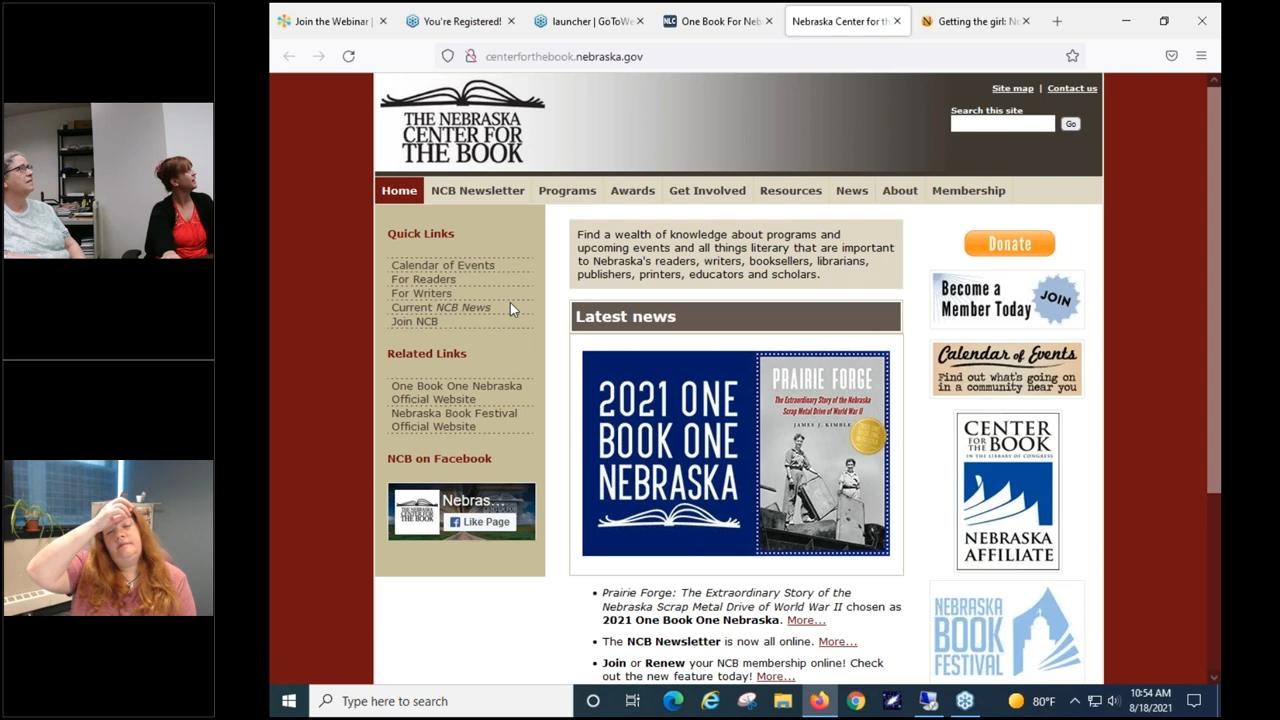 Join the Webinar |
You're Registered!
launcher | GoToWe
NLC
One Book For Neb
Nebraska Center for th
Getting the girl: Ne
centerforthebook.nebraska.gov
THE NEBRASKA
CENTER FOR
THE BOOK
Site map | Contact us
Search this site
Go
Home NCB Newsletter Programs Awards Get Involved Resources News About Membership
Quick Links
Calendar of Events
For Readers
For Writers
Current NCB News
Join NCB
Related Links
One Book One Nebraska
Official Website
Nebraska Book Festival
Official Website
NCB on Facebook
THE NEBRASKA
CENTER FOR
THE BOOK
Nebras...
Like Page
Find a wealth of knowledge about programs and
upcoming events and all things literary that are important
to Nebraska's readers, writers, booksellers, librarians,
publishers, printers, educators and scholars.
Latest news
2021 ONE
BOOK ONE
NEBRASKA
PRAIRIE FORGE
The Extraordinary Story of the Nebraska
Scrap Metal Drive of World War II
JAMES J. KIMBLE
• Prairie Forge: The Extraordinary Story of the
Nebraska Scrap Metal Drive of World War II chosen as
2021 One Book One Nebraska. More...
• The NCB Newsletter is now all online. More...
• Join or Renew your NCB membership online! Check
out the new feature today! More...
Donate
Become a
Member Today
JOIN
Calendar of Events
Find out what's going on
in a community near you
CENTER
FOR THE BOOK
IN THE LIBRARY OF CONGRESS
NEBRASKA
AFFILIATE
NEBRASKA
BOOK
FESTIVAL
Type here to search
80°F
10:54 AM
8/18/2021